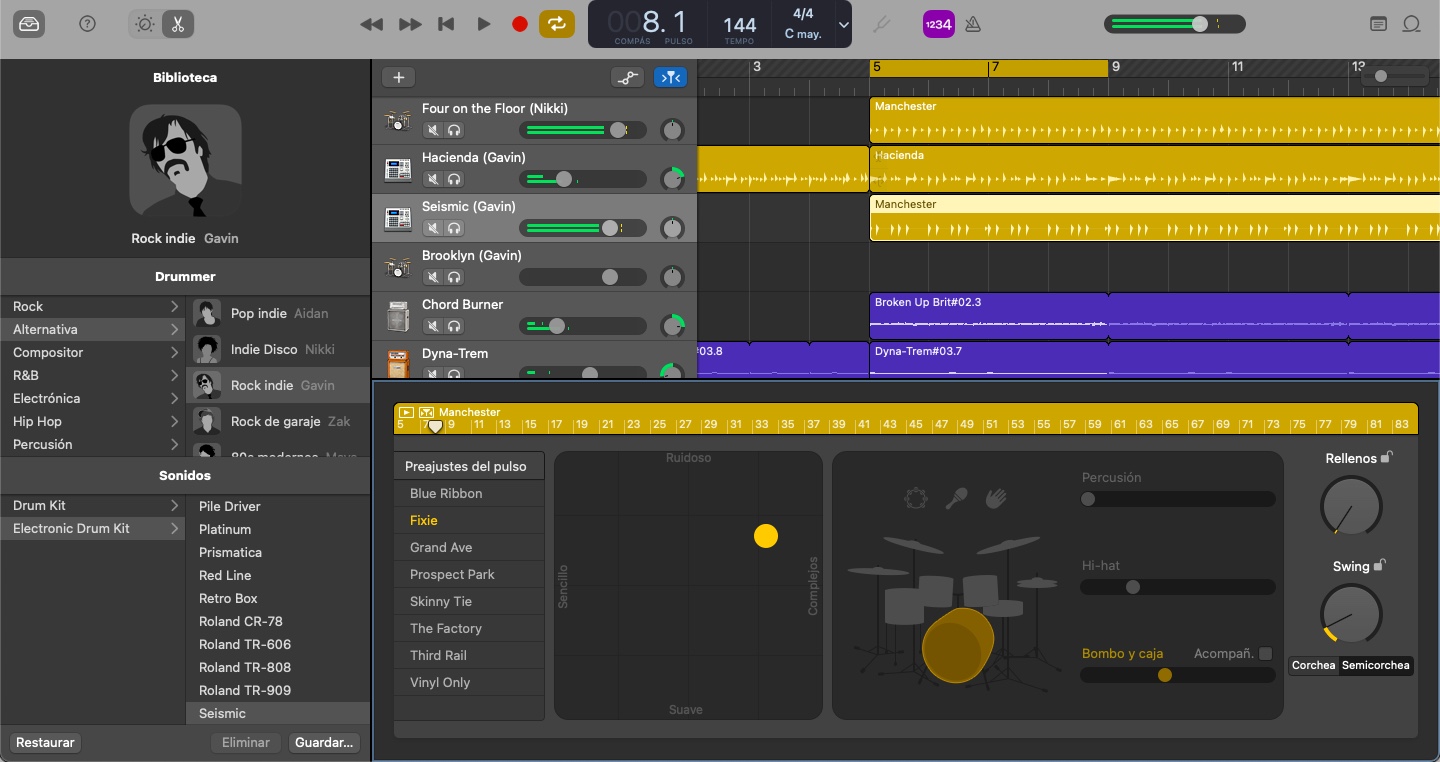 008. 1
COMPÁS PULSO
144
TEMPO
4/4
C may.
1234
Biblioteca
Rock indie Gavin
Drummer
Rock
Alternativa
Compositor
R&B
Electrónica
Hip Hop
Percusión
Pop indie Aidan
Indie Disco Nikki
Rock indie Gavin
Rock de garaje Zak
Sonidos
Drum Kit
Electronic Drum Kit
Pile Driver
Platinum
Prismatica
Red Line
Retro Box
Roland CR-78
Roland TR-606
Roland TR-808
Roland TR-909
Seismic
Restaurar
Eliminar
Guardar...
3 5 7 9 11 13
Four on the Floor (Nikki)
Hacienda (Gavin)
Seismic (Gavin)
Brooklyn (Gavin)
Chord Burner
Dyna-Trem
Manchester
Hacienda
Manchester
Broken Up Brit#02.3
#03.8
Dyna-Trem#03.7
Manchester
5 7 9 11 13 15 17 19 21 23 25 27 29 31 33 35 37 39 41 43 45 47 49 51 53 55 57 59 61 63 65 67 69 71 73 75 77 79 81 83
Preajustes del pulso
Blue Ribbon
Fixie
Grand Ave
Prospect Park
Skinny Tie
The Factory
Third Rail
Vinyl Only
Ruidoso
Sencillo
Complejos
Suave
Percusión
Hi-hat
Bombo y caja
Acompañ.
Rellenos
Swing
Corchea Semicorchea